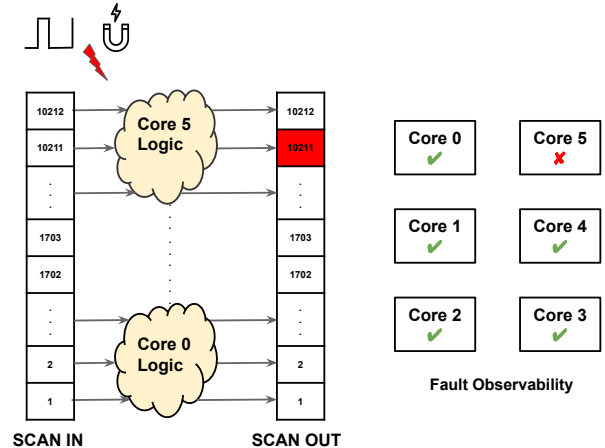 10212
10211
1703
1702
2
1
SCAN IN
Core 5
Logic
Core 0
Logic
10212
10211
1703
1702
2
1
SCAN OUT
Core 0
✔
Core 5
✘
Core 1
✔
Core 4
✔
Core 2
✔
Core 3
✔
Fault Observability